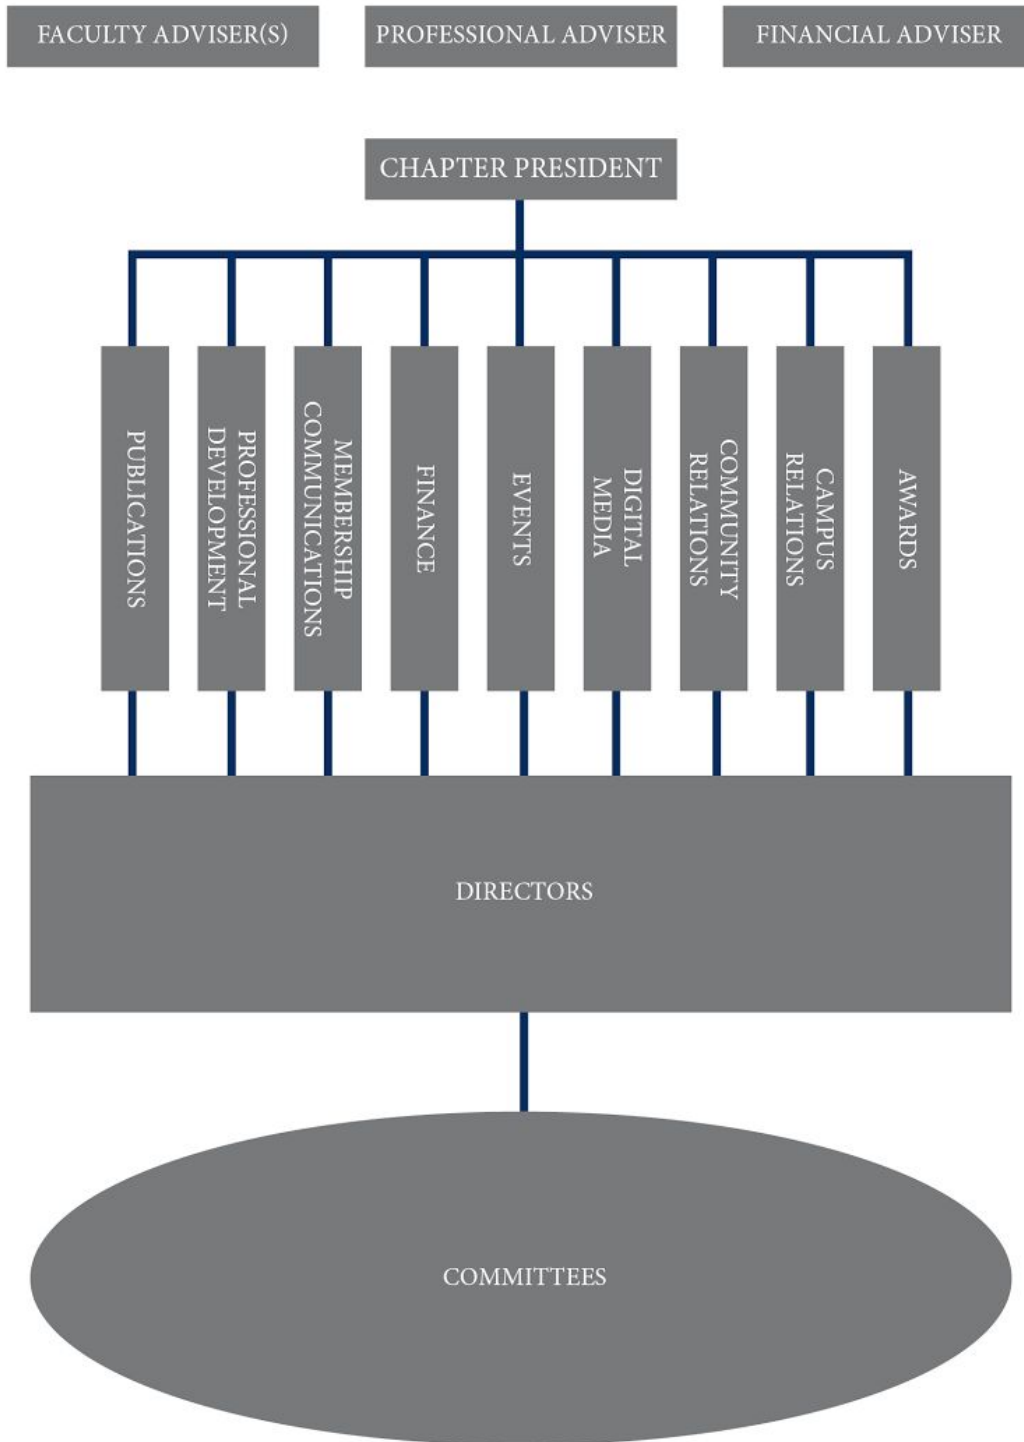 FACULTY ADVISER(S)
PROFESSIONAL ADVISER
FINANCIAL ADVISER
CHAPTER PRESIDENT
PUBLICATIONS
PROFESSIONAL
DEVELOPMENT
MEMBERSHIP
COMMUNICATIONS
FINANCE
EVENTS
DIGITAL
MEDIA
COMMUNITY
RELATIONS
CAMPUS
RELATIONS
AWARDS
DIRECTORS
COMMITTEES